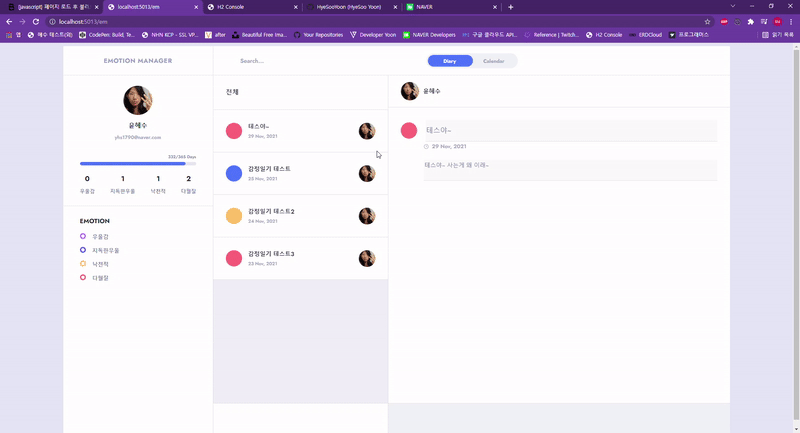 [javascript] 페이지 로드 후 불러
localhost:5013/em
H2 Console
HyeSooYoon (HyeSoo Yoon)
NAVER
localhost:5013/em
앱
예수 테스트(외)
CodePen: Build, Te...
NHN KCP - SSL VP...
after
Beautiful Free Ima...
Your Repositories
Developer Yoon
NAVER Developers
구글 클라우드 API...
Reference | Twitch...
H2 Console
ERDCloud
프로그래머스
읽기 목록
EMOTION MANAGER
Search...
Diary
Calendar
윤혜수
yhs1790@naver.com
332/365 Days
0 1 1 2
우울감 지독한우울 낙천적 다혈질
EMOTION
우울감
지독한우울
낙천적
다혈질
전체
테스야~
29 Nov, 2021
감정일기 테스트
25 Nov, 2021
감정일기 테스트2
24 Nov, 2021
감정일기 테스트3
23 Nov, 2021
윤혜수
테스야~
29 Nov, 2021
테스야~ 사는게 왜 이래~